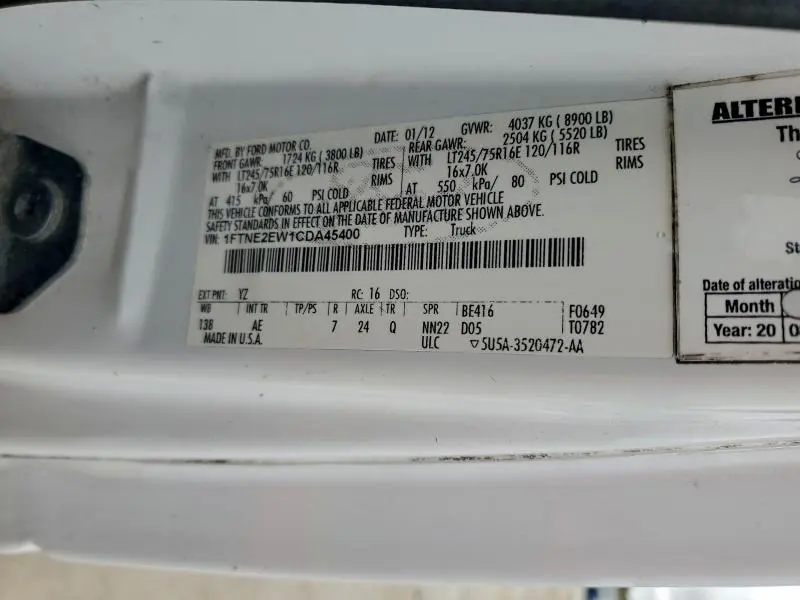 MFD. BY FORD MOTOR CO.
DATE: 01/12 GVWR: 4037 KG ( 8900 LB)
FRONT GAWR: 1724 KG ( 3800 LB) REAR GAWR: 2504 KG ( 5520 LB)
WITH LT245/75R16E 120/116R TIRES WITH LT245/75R16E 120/116R TIRES
16x7.0K RIMS 16x7.0K RIMS
AT 415 kPa/ 60 PSI COLD AT 550 kPa/ 80 PSI COLD
THIS VEHICLE CONFORMS TO ALL APPLICABLE FEDERAL MOTOR VEHICLE
SAFETY STANDARDS IN EFFECT ON THE DATE OF MANUFACTURE SHOWN ABOVE.
VIN: 1FTNE2EW1CDA45400 TYPE: Truck
EXT PNT: YZ RC: 16 DSO:
WB INT TR TP/PS R AXLE TR SPR BE416 F0649
138 AE 7 24 Q NN22 D05 T0782
MADE IN U.S.A. ULC ▽5U5A-3520472-AA
ALTERE
Th
St
Date of alteration
Month
Year: 20 0